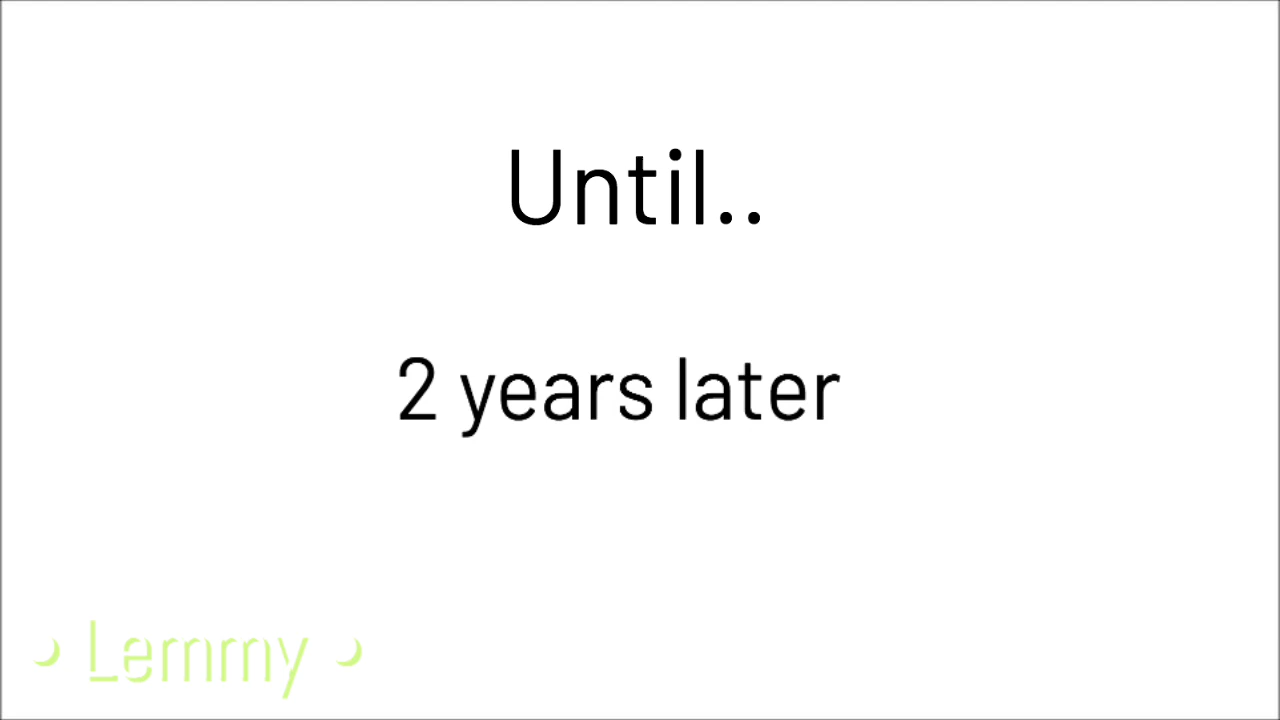 Until..
2 years later
• Lemmy •